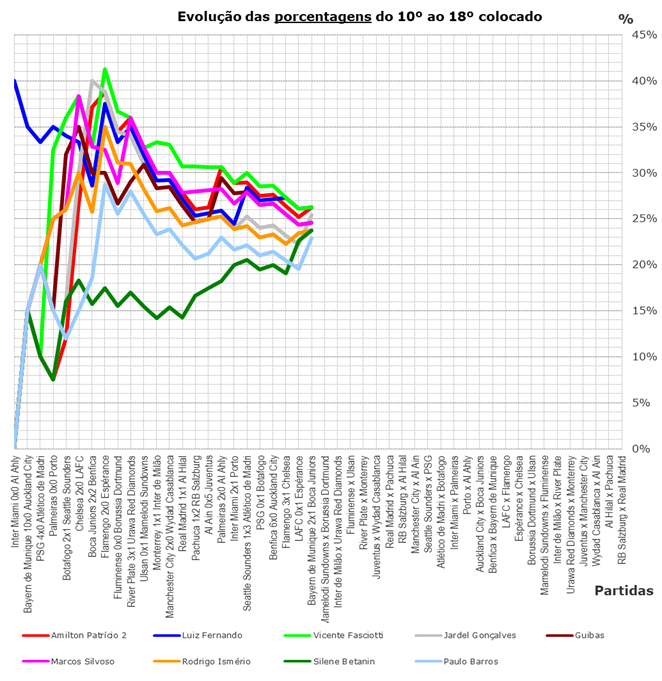 Evolução das porcentagens do 10º ao 18º colocado
%
45%
40%
35%
30%
25%
20%
15%
10%
5%
0%
Inter Miami 0x0 Al Ahly
Bayern de Munique 10x0 Auckland City
PSG 4x0 Atlético de Madri
Palmeiras 0x0 Porto
Botafogo 2x1 Seattle Sounders
Chelsea 2x0 LAFC
Boca Juniors 2x2 Benfica
Flamengo 2x0 Espérance
Fluminense 0x0 Borussia Dortmund
River Plate 3x1 Urawa Red Diamonds
Ulsan 0x1 Mamelodi Sundowns
Monterrey 1x1 Inter de Milão
Manchester City 2x0 Wydad Casablanca
Real Madrid 1x1 Al Hilal
Pachuca 1x2 RB Salzburg
Al Ain 0x5 Juventus
Palmeiras 2x0 Al Ahly
Inter Miami 2x1 Porto
Seattle Sounders 1x3 Atlético de Madri
PSG 0x1 Botafogo
Benfica 6x0 Auckland City
Flamengo 3x1 Chelsea
LAFC 0x1 Espérance
Bayern de Munique 2x1 Boca Juniors
Mamelodi Sundowns x Borussia Dortmund
Inter de Milão x Urawa Red Diamonds
Fluminense x Ulsan
River Plate x Monterrey
Juventus x Wydad Casablanca
Real Madrid x Pachuca
RB Salzburg x Al Hilal
Manchester City x Al Ain
Seattle Sounders x PSG
Atlético de Madri x Botafogo
Inter Miami x Palmeiras
Porto x Al Ahly
Auckland City x Boca Juniors
Benfica x Bayern de Munique
LAFC x Flamengo
Espérance x Chelsea
Borussia Dortmund x Ulsan
Mamelodi Sundowns x Fluminense
Inter de Milão x River Plate
Urawa Red Diamonds x Monterrey
Juventus x Manchester City
Wydad Casablanca x Al Ain
Al Hilal x Pachuca
RB Salzburg x Real Madrid
Partidas
Amilton Patrício 2
Luiz Fernando
Vicente Fasciotti
Jardel Gonçalves
Guibas
Marcos Silvoso
Rodrigo Ismério
Silene Betanin
Paulo Barros